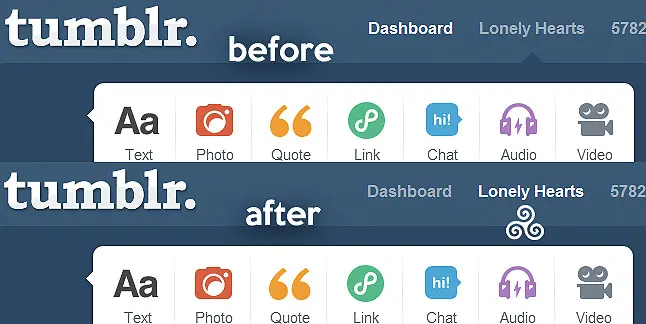 tumblr.
before
Dashboard Lonely Hearts 5782
Aa
hi!
Text Photo Quote Link Chat Audio Video
tumblr.
after
Dashboard Lonely Hearts 5782
Aa
hi!
Text Photo Quote Link Chat Audio Video